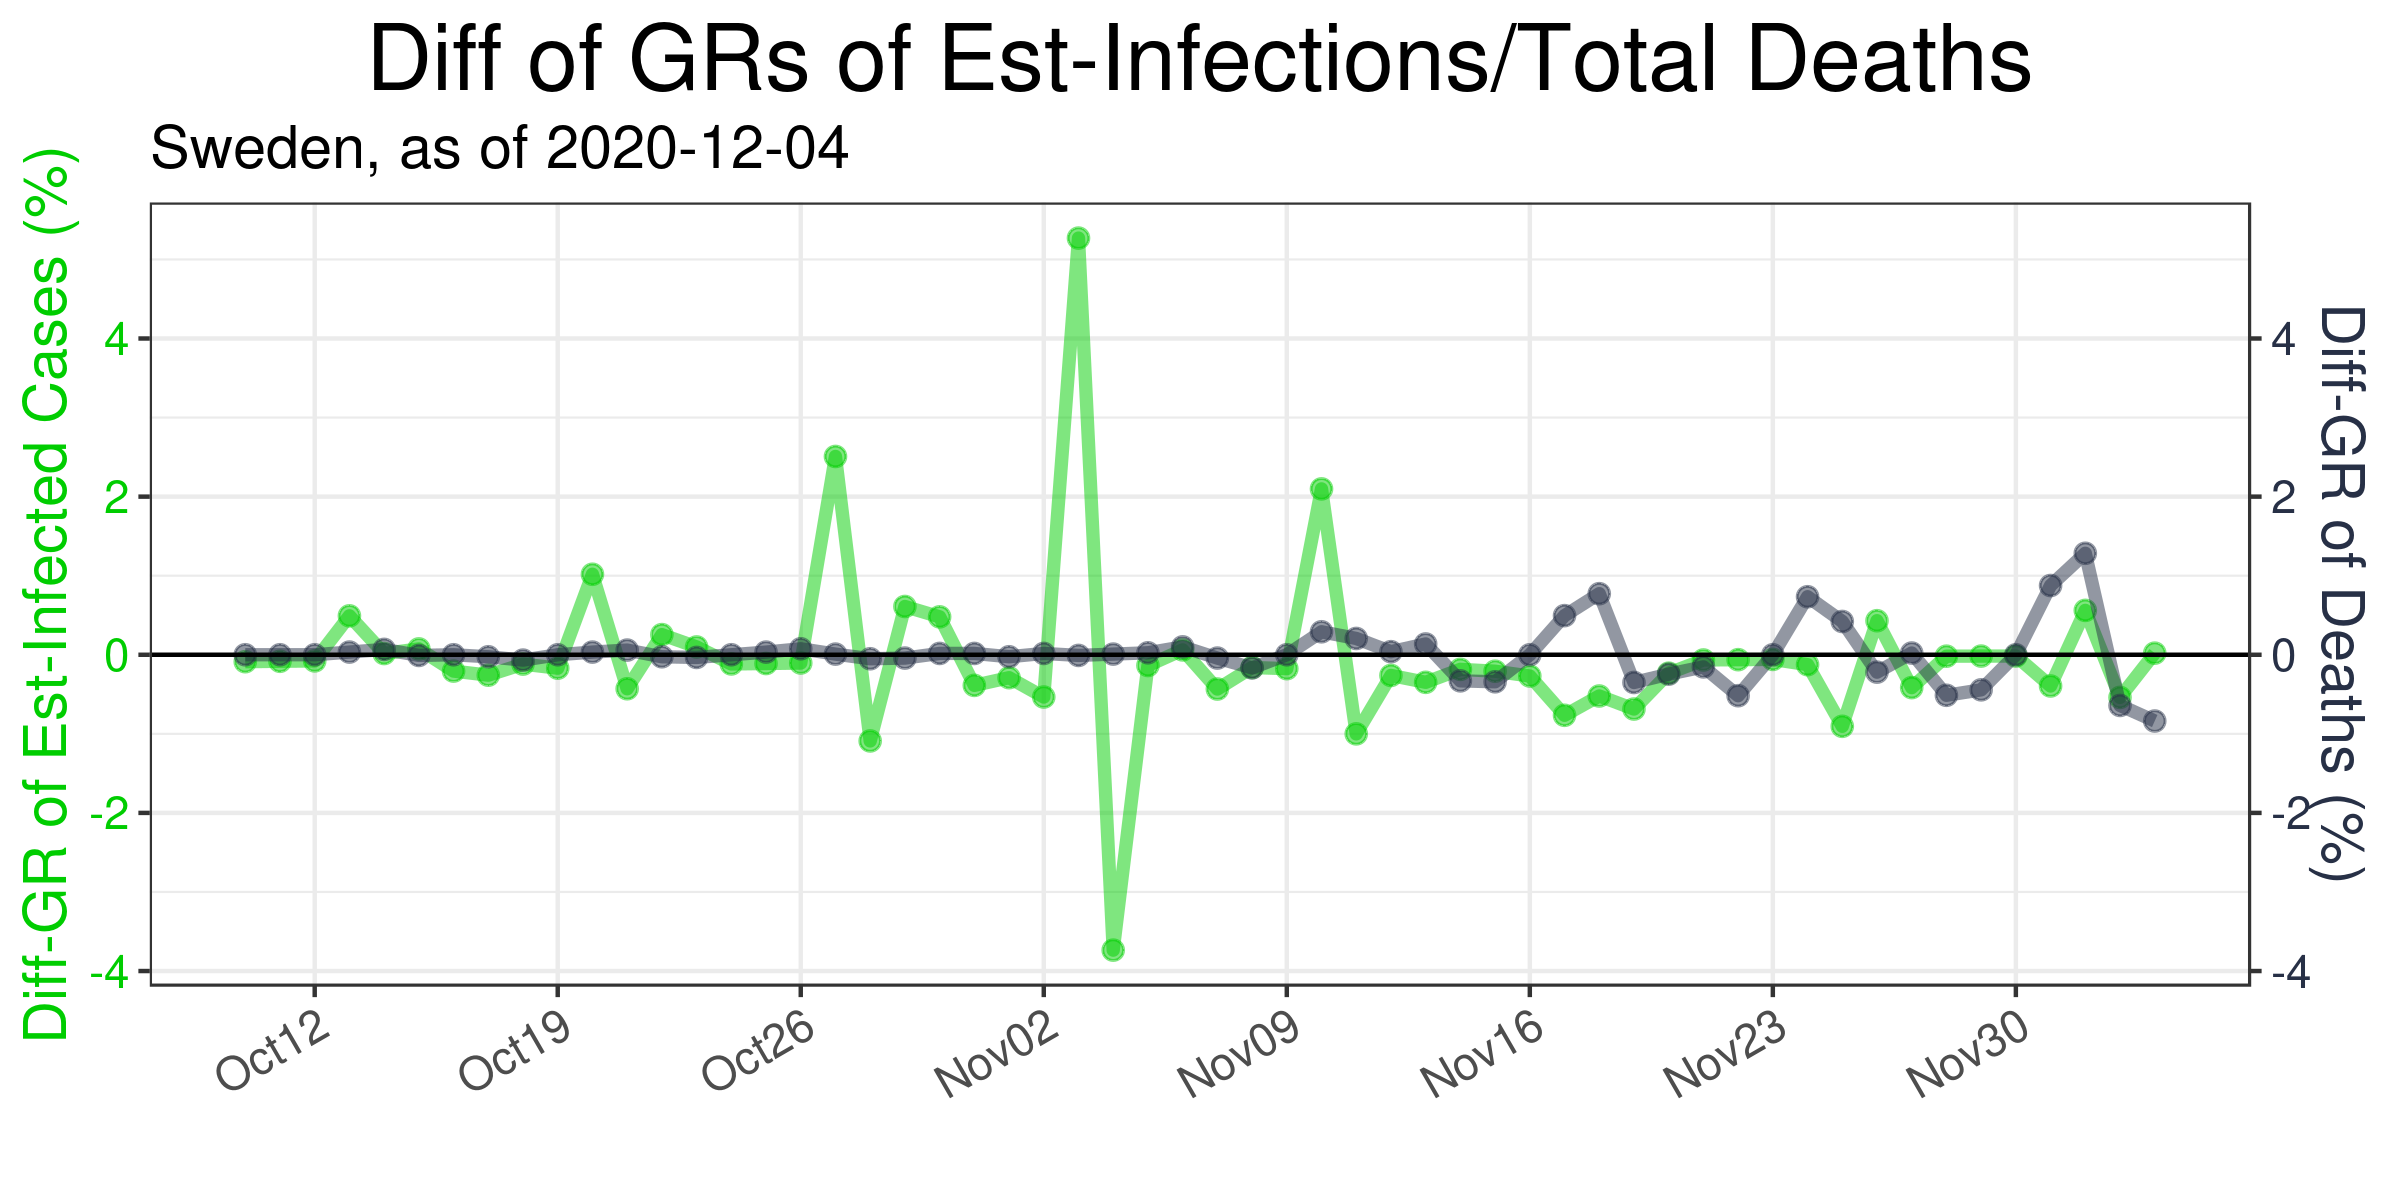 Diff of GRs of Est-Infections/Total Deaths
Sweden, as of 2020-12-04
Diff-GR of Est-Infected Cases (%)
4
2
0
-2
-4
4
2
0
-2
-4
Diff-GR of Deaths (%)
Oct12
Oct19
Oct26
Nov02
Nov09
Nov16
Nov23
Nov30